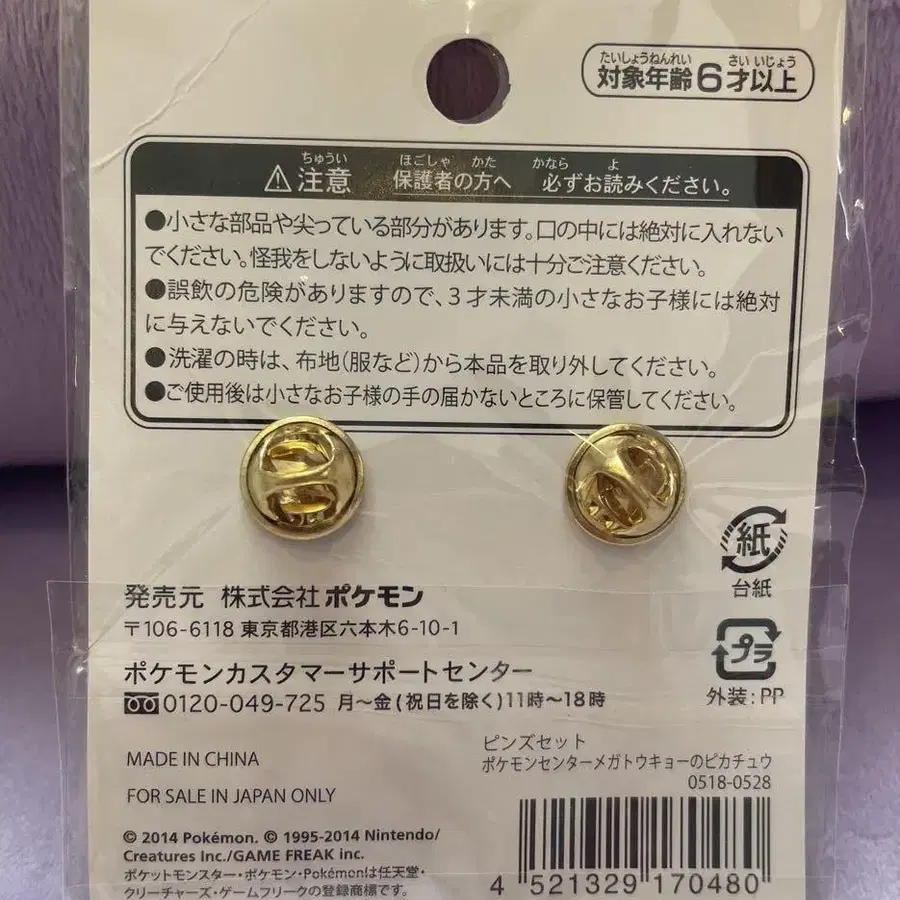 たいしょうねんれい さいいじょう
対象年齢6才以上
ちゅうい ほごしゃ かた かなら よ
⚠注意 保護者の方へ 必ずお読みください。
●小さな部品や尖っている部分があります。口の中には絶対に入れない
でください。怪我をしないように取扱いには十分ご注意ください。
●誤飲の危険がありますので、3才未満の小さなお子様には絶対
に与えないでください。
●洗濯の時は、布地(服など)から本品を取り外してください。
●ご使用後は小さなお子様の手の届かないところに保管してください。
紙
台紙
発売元 株式会社ポケモン
〒106-6118 東京都港区六本木6-10-1
プラ
外装:PP
ポケモンカスタマーサポートセンター
0120-049-725 月〜金(祝日を除く)11時〜18時
MADE IN CHINA
FOR SALE IN JAPAN ONLY
ピンズセット
ポケモンセンターメガトウキョーのピカチュウ
0518-0528
© 2014 Pokémon. © 1995-2014 Nintendo/
Creatures Inc./GAME FREAK inc.
ポケットモンスター・ポケモン・Pokémonは任天堂・
クリーチャーズ・ゲームフリークの登録商標です。
4 521329 170480